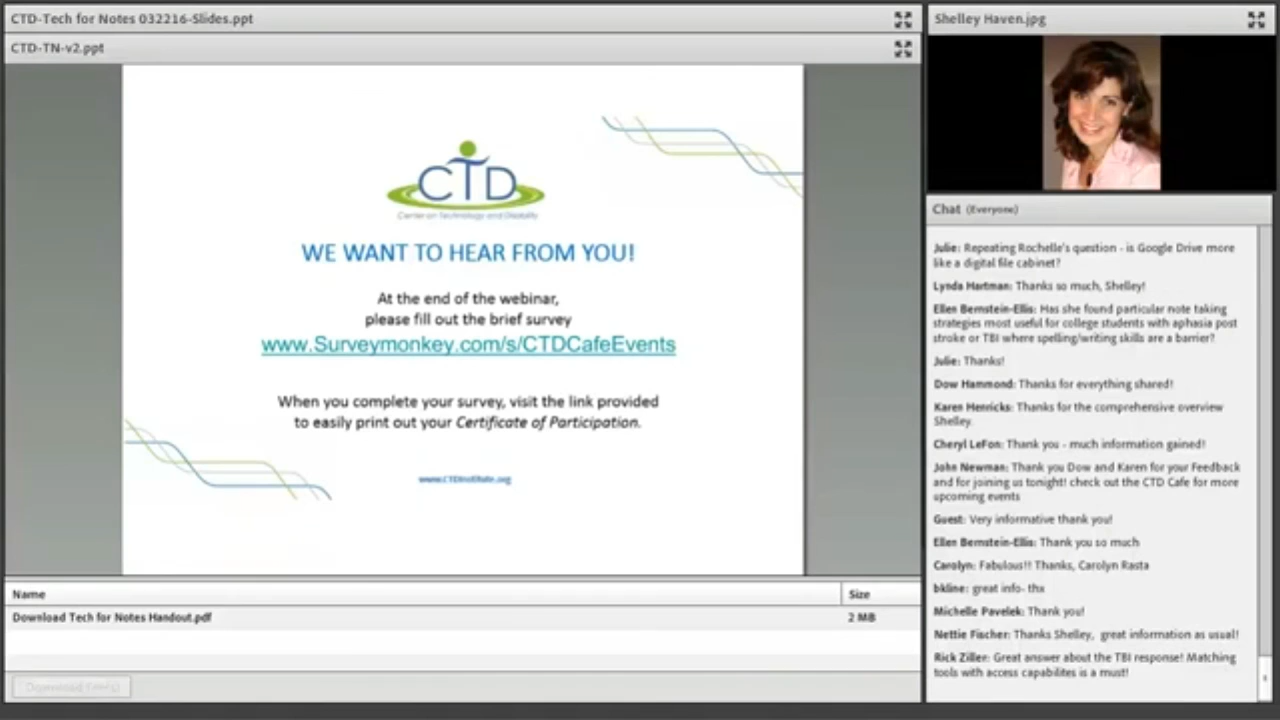 CTD-Tech for Notes 032216-Slides.ppt
CTD-TN-v2.ppt
CTD
Center on Technology and Disability
WE WANT TO HEAR FROM YOU!
At the end of the webinar,
please fill out the brief survey
www.Surveymonkey.com/s/CTDCafeEvents
When you complete your survey, visit the link provided
to easily print out your Certificate of Participation.
www.CTDInstitute.org
Name Size
Download Tech for Notes Handout.pdf 2 MB
Download File(s)
Shelley Haven.jpg
Chat (Everyone)
Julie: Repeating Rochelle's question - is Google Drive more
like a digital file cabinet?
Lynda Hartman: Thanks so much, Shelley!
Ellen Bernstein-Ellis: Has she found particular note taking
strategies most useful for college students with aphasia post
stroke or TBI where spelling/writing skills are a barrier?
Julie: Thanks!
Dow Hammond: Thanks for everything shared!
Karen Henricks: Thanks for the comprehensive overview
Shelley.
Cheryl LeFon: Thank you - much information gained!
John Newman: Thank you Dow and Karen for your Feedback
and for joining us tonight! check out the CTD Cafe for more
upcoming events
Guest: Very informative thank you!
Ellen Bernstein-Ellis: Thank you so much
Carolyn: Fabulous!! Thanks, Carolyn Rasta
bkline: great info- thx
Michelle Pavelek: Thank you!
Nettie Fischer: Thanks Shelley, great information as usual!
Rick Ziller: Great answer about the TBI response! Matching
tools with access capabilites is a must!